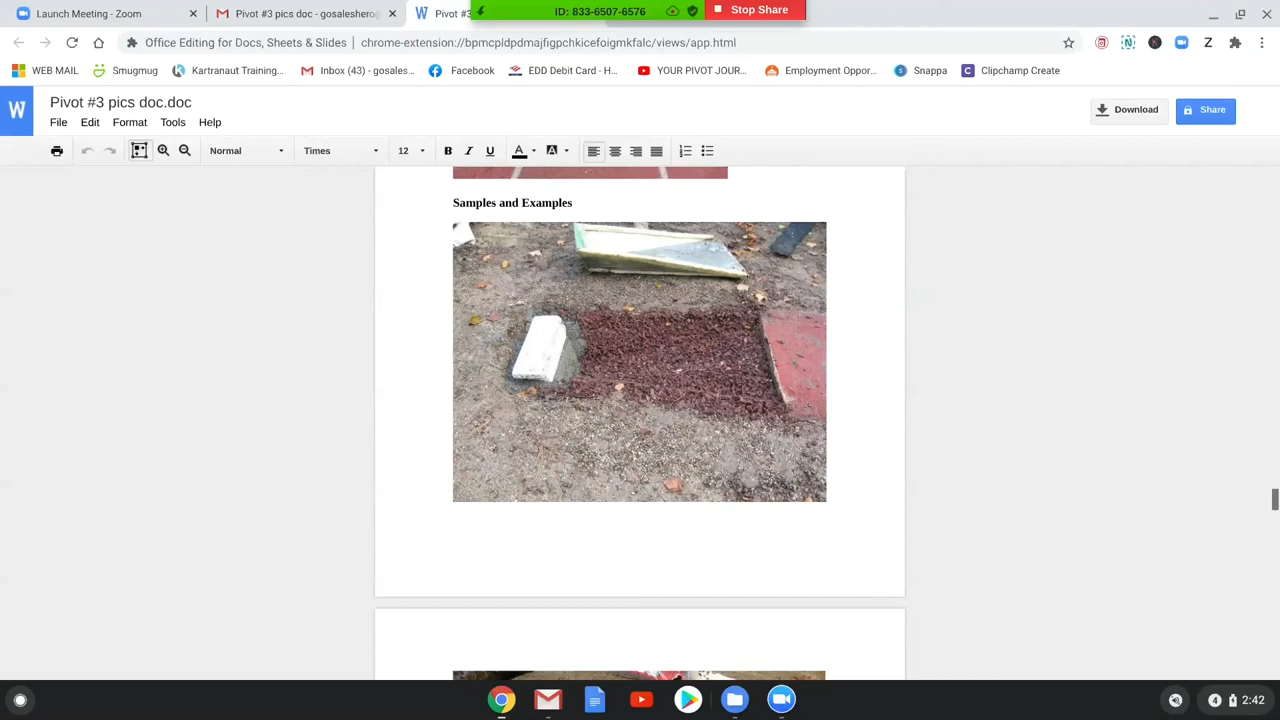 Launch Meeting - Zoom
Pivot #3 pics doc - gosaleshero
Pivot #3
ID: 833-6507-6576
Stop Share
Office Editing for Docs, Sheets & Slides
chrome-extension://bpmcpldpdmajfigpchkicefoigmkfalc/views/app.html
WEB MAIL
Smugmug
Kartranaut Training...
Inbox (43) - gosales...
Facebook
EDD Debit Card - H...
YOUR PIVOT JOUR...
Employment Oppor...
Snappa
Clipchamp Create
W
Pivot #3 pics doc.doc
Download
Share
File Edit Format Tools Help
Normal
Times
12
B I U A A
Samples and Examples
4
2:42